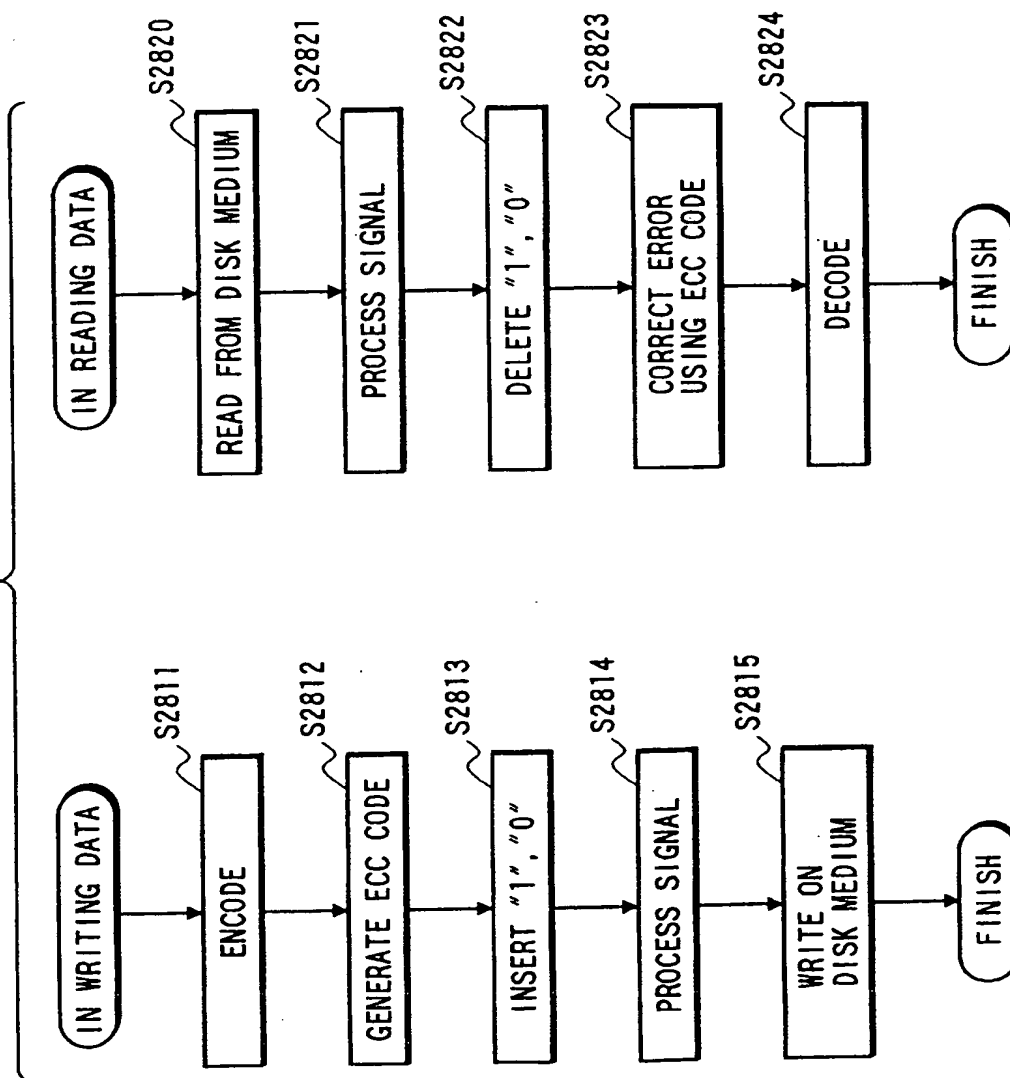 IN WRITING DATA
S2811
ENCODE
S2812
GENERATE ECC CODE
S2813
INSERT "1", "0"
S2814
PROCESS SIGNAL
S2815
WRITE ON
DISK MEDIUM
FINISH
IN READING DATA
S2820
READ FROM DISK MEDIUM
S2821
PROCESS SIGNAL
S2822
DELETE "1", "0"
S2823
CORRECT ERROR
USING ECC CODE
S2824
DECODE
FINISH